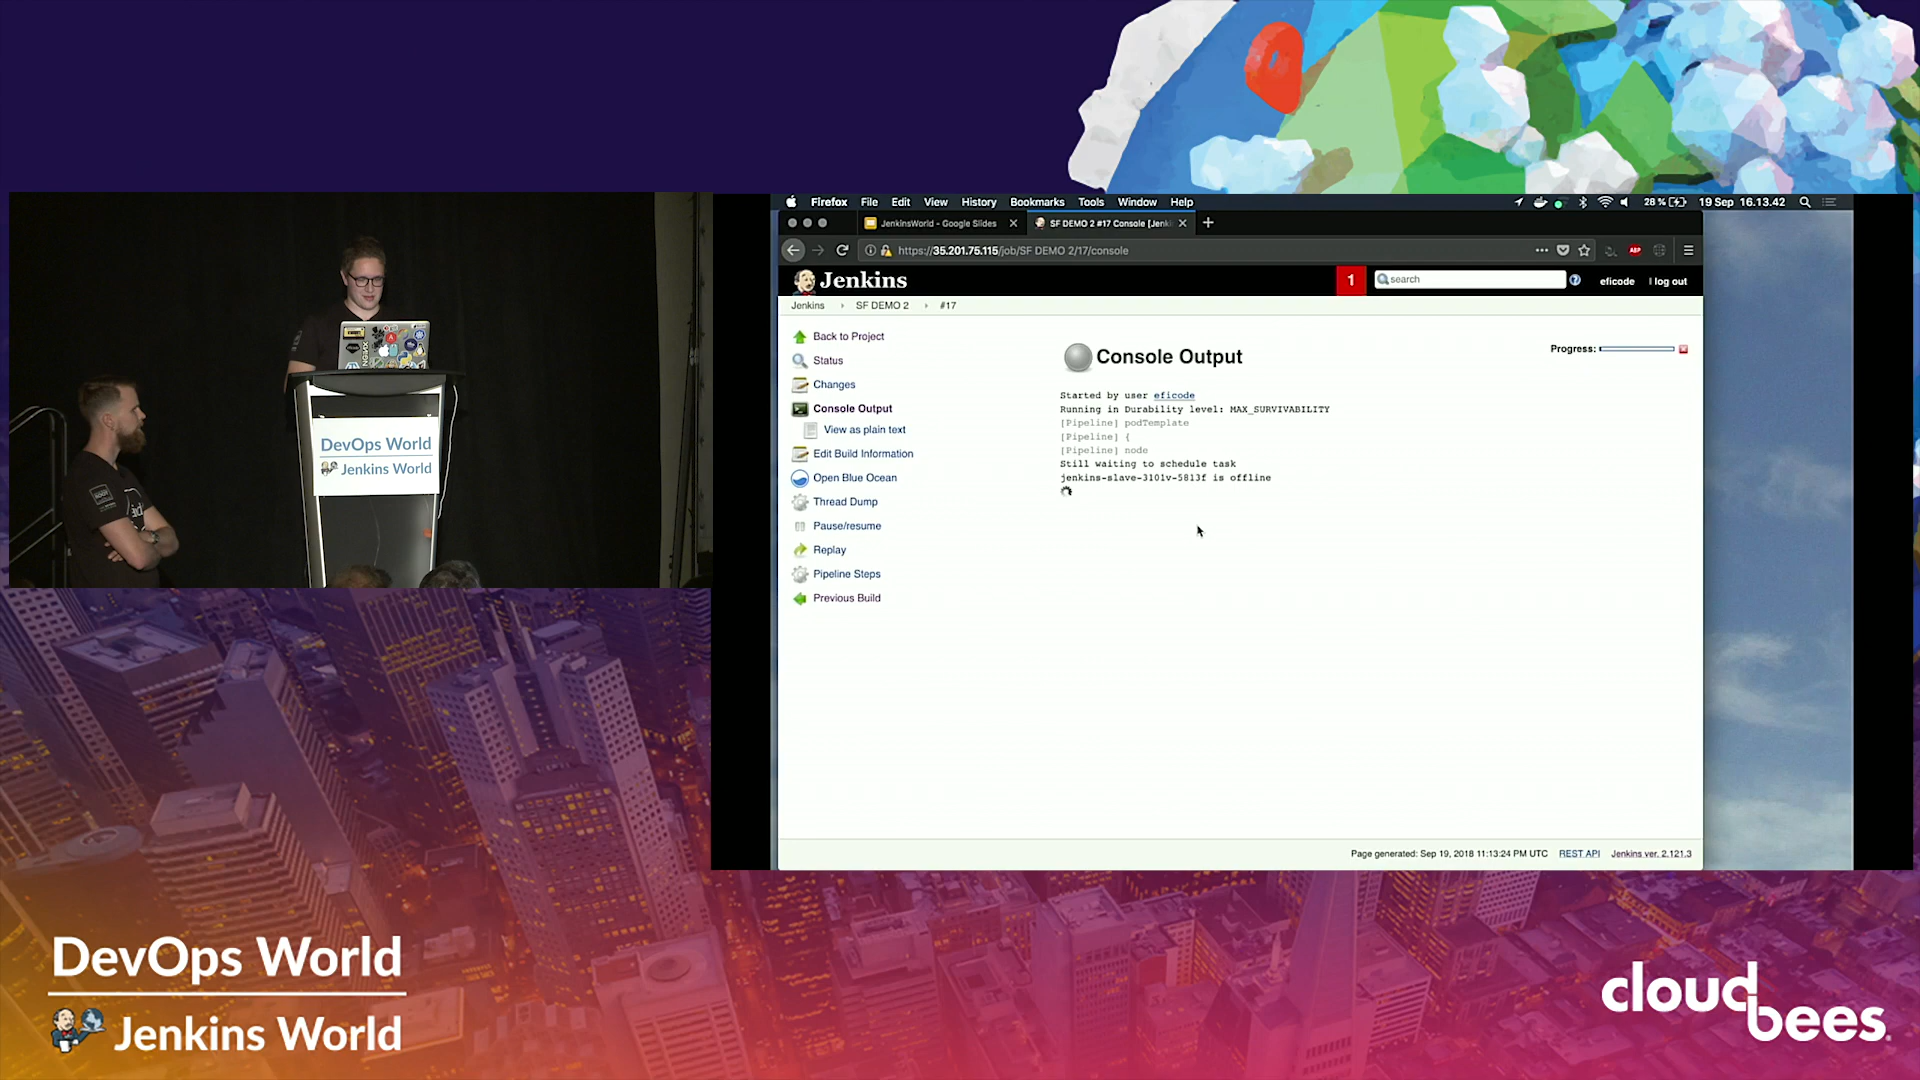 Firefox File Edit View History Bookmarks Tools Window Help 28 % 19 Sep 16.13.42
JenkinsWorld - Google Slides SF DEMO 2 #17 Console [Jenki
https://35.201.75.115/job/SF DEMO 2/17/console ABP
Jenkins 1 search eficode log out
Jenkins SF DEMO 2 #17
Back to Project
Status
Changes
Console Output
View as plain text
Edit Build Information
Open Blue Ocean
Thread Dump
Pause/resume
Replay
Pipeline Steps
Previous Build
Console Output
Progress:
Started by user eficode
Running in Durability level: MAX_SURVIVABILITY
[Pipeline] podTemplate
[Pipeline] {
[Pipeline] node
Still waiting to schedule task
jenkins-slave-3101v-5813f is offline
Page generated: Sep 19, 2018 11:13:24 PM UTC REST API Jenkins ver. 2.121.3
DevOps World
Jenkins World
DevOps World
Jenkins World
cloudbees